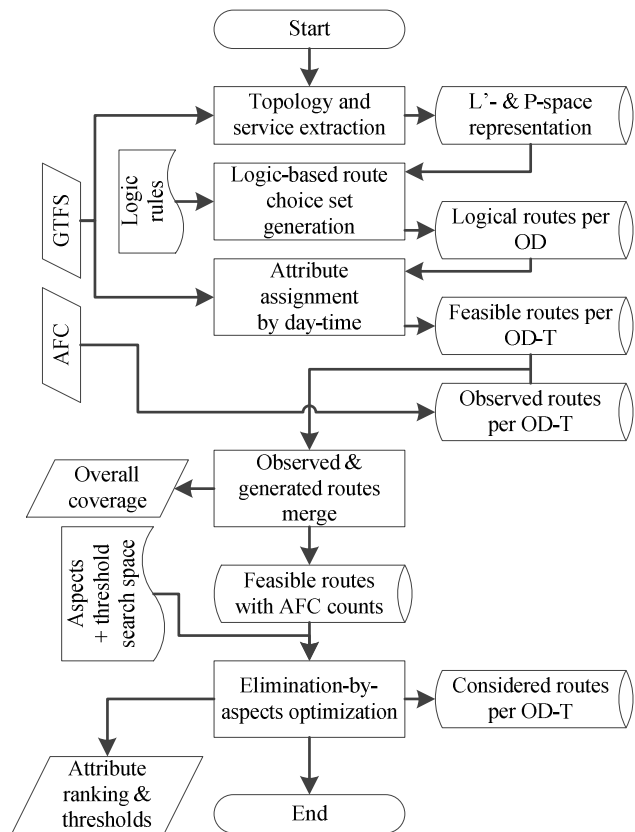 Start
Topology and
service extraction
L'- & P-space
representation
GTFS
Logic
rules
Logic-based route
choice set
generation
Logical routes per
OD
Attribute
assignment
by day-time
Feasible routes per
OD-T
AFC
Observed routes
per OD-T
Overall
coverage
Observed &
generated routes
merge
Aspects
+ threshold
search space
Feasible routes
with AFC counts
Elimination-by-
aspects optimization
Considered routes
per OD-T
Attribute
ranking &
thresholds
End